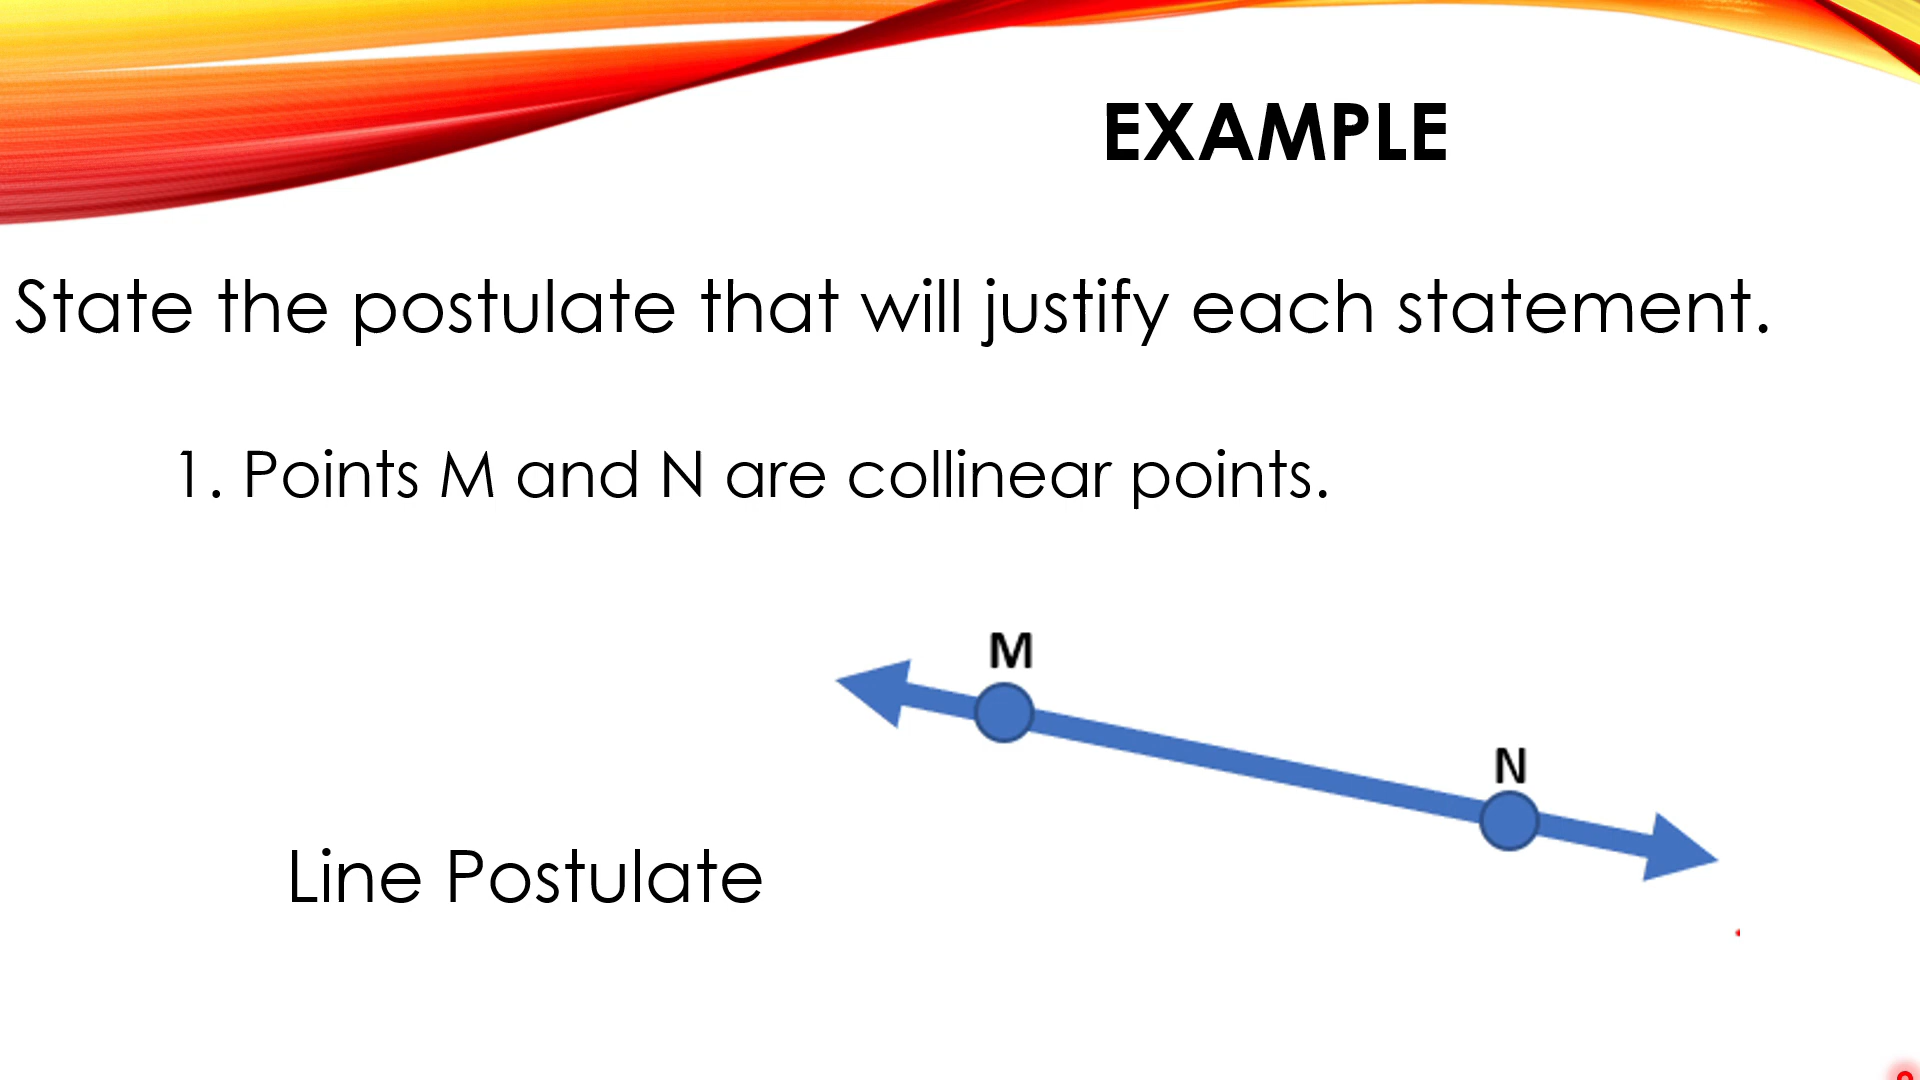 EXAMPLE
State the postulate that will justify each statement.
1. Points M and N are collinear points.
M
N
Line Postulate